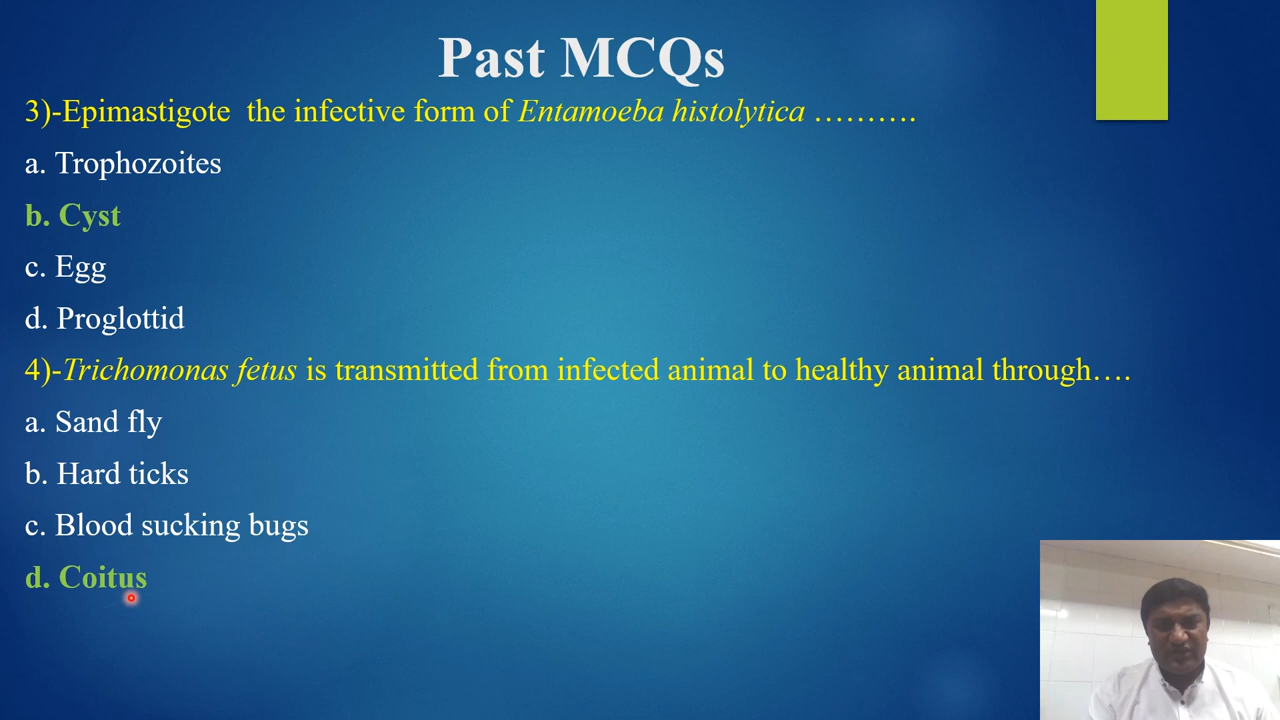 Past MCQs
3)-Epimastigote the infective form of Entamoeba histolytica ……….
a. Trophozoites
b. Cyst
c. Egg
d. Proglottid
4)-Trichomonas fetus is transmitted from infected animal to healthy animal through….
a. Sand fly
b. Hard ticks
c. Blood sucking bugs
d. Coitus